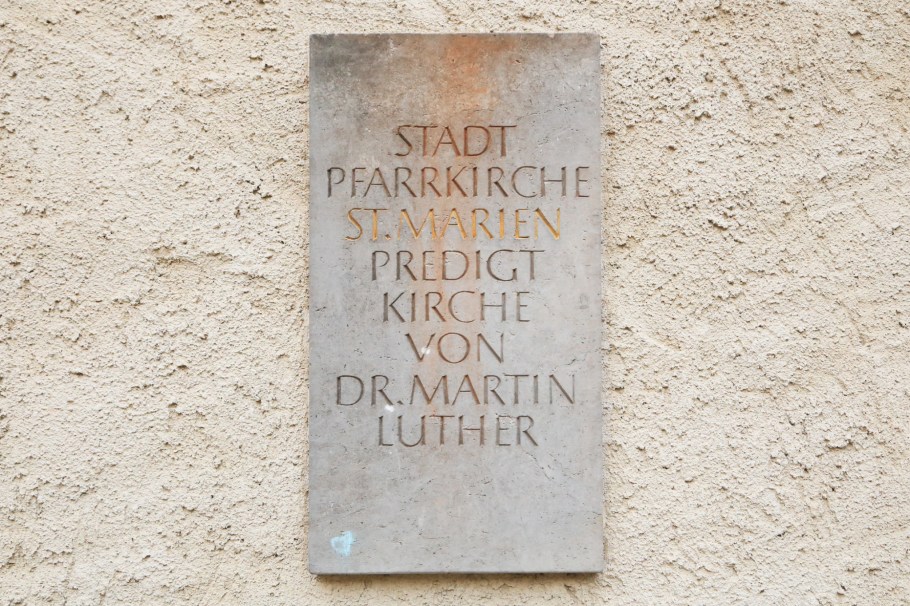 STADT
PFARRKIRCHE
ST. MARIEN
PREDIGT
KIRCHE
VON
DR. MARTIN
LUTHER